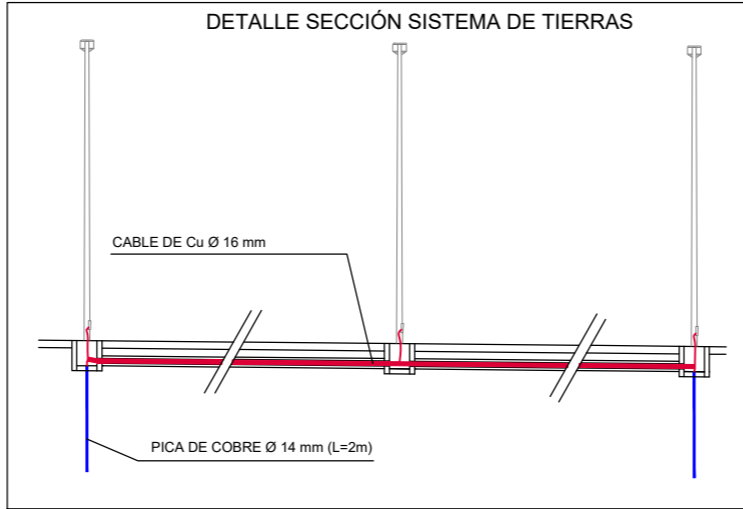 DETALLE SECCIÓN SISTEMA DE TIERRAS
CABLE DE Cu Ø 16 mm
PICA DE COBRE Ø 14 mm (L=2m)